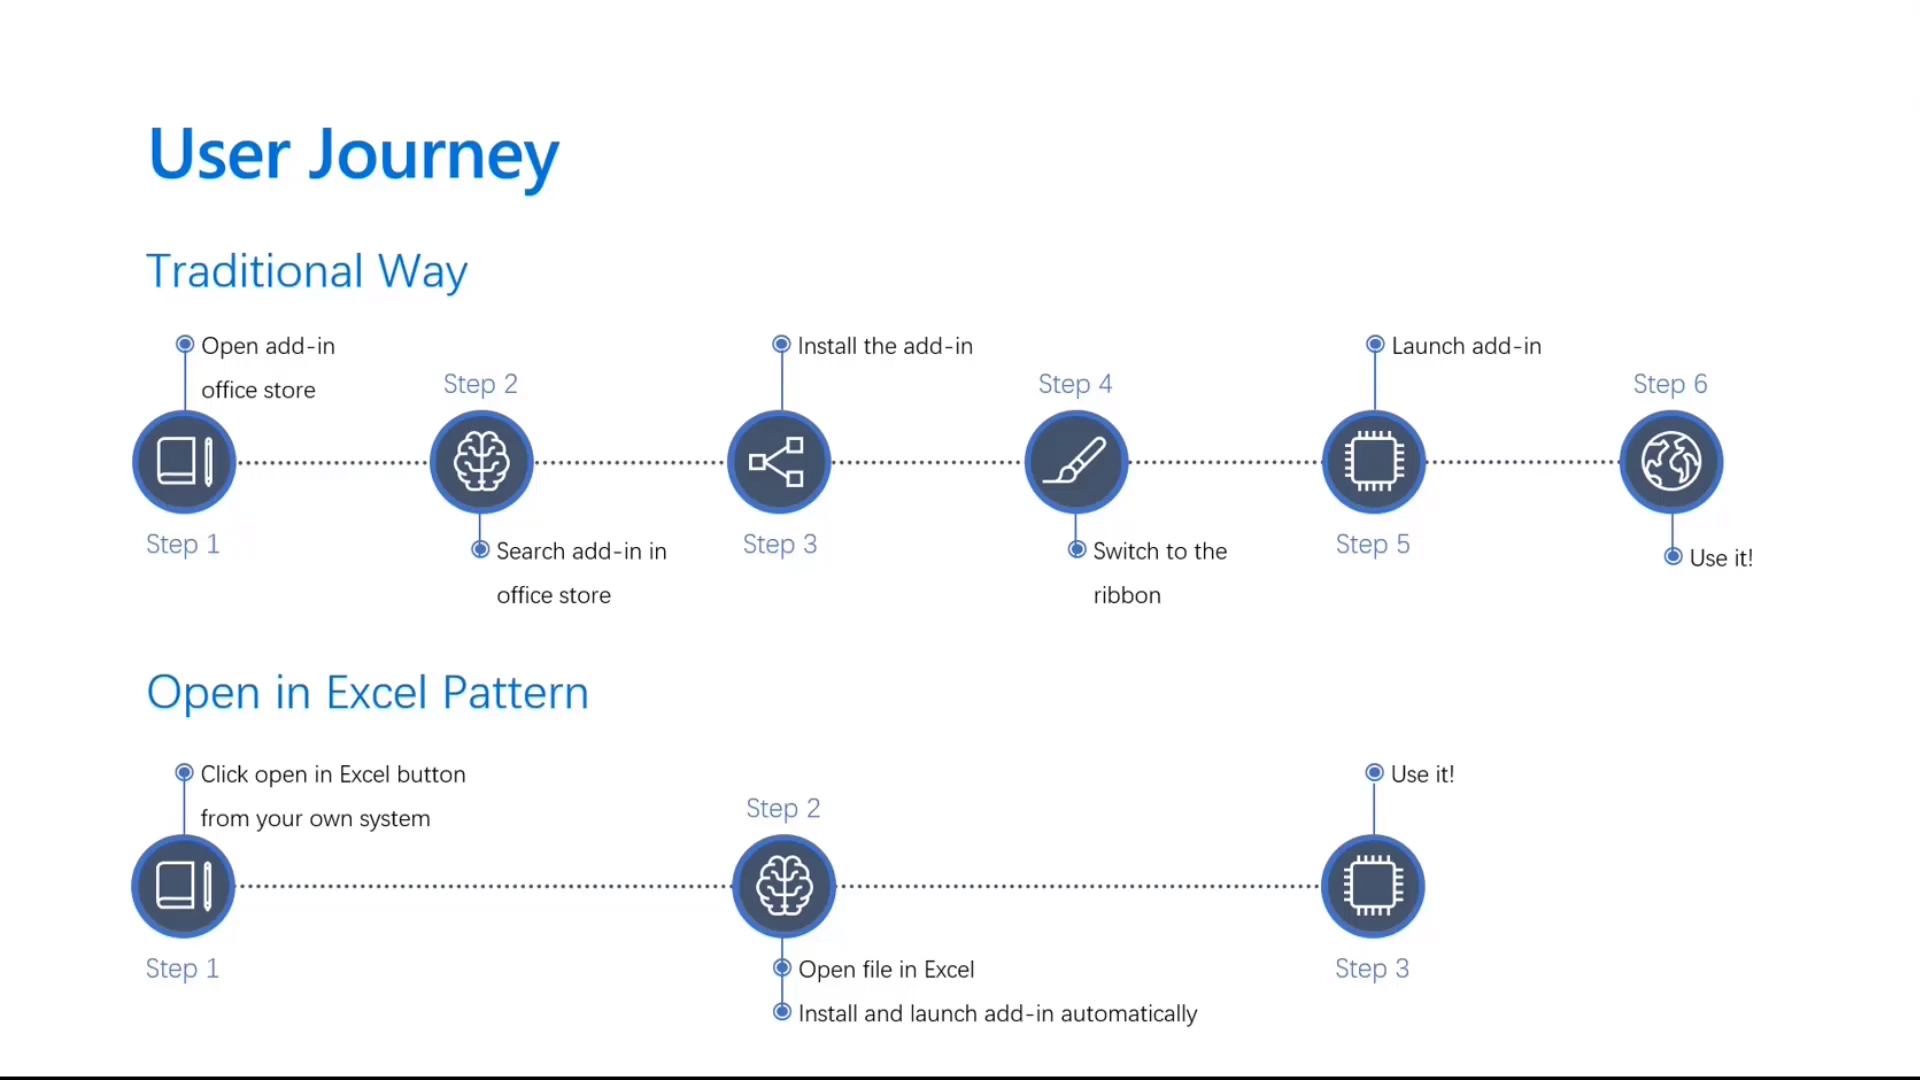 User Journey
Traditional Way
Open add-in
office store
Step 1
Step 2
Search add-in in
office store
Install the add-in
Step 3
Step 4
Switch to the
ribbon
Launch add-in
Step 5
Step 6
Use it!
Open in Excel Pattern
Click open in Excel button
from your own system
Step 1
Step 2
Open file in Excel
Install and launch add-in automatically
Use it!
Step 3